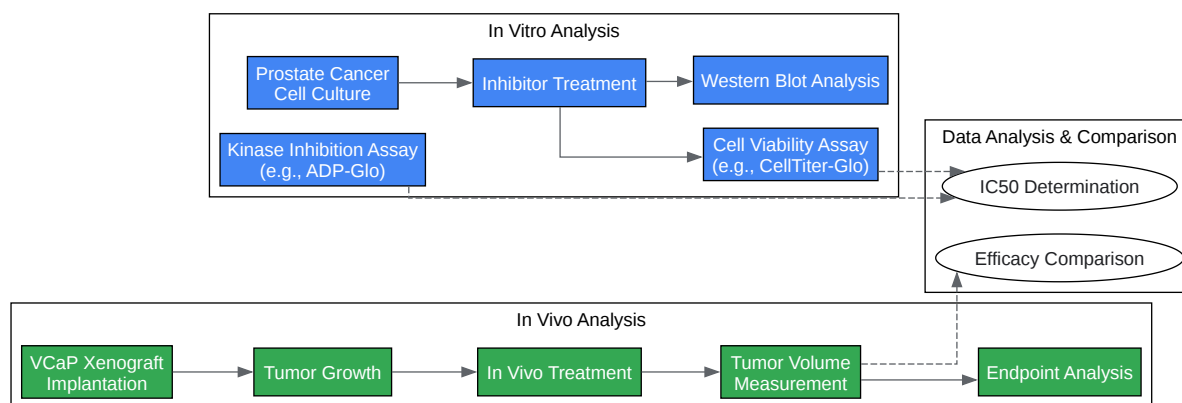 In Vitro Analysis
Prostate Cancer
Cell Culture
Inhibitor Treatment
Western Blot Analysis
Kinase Inhibition Assay
(e.g., ADP-Glo)
Cell Viability Assay
(e.g., CellTiter-Glo)
Data Analysis & Comparison
IC50 Determination
Efficacy Comparison
In Vivo Analysis
VCaP Xenograft
Implantation
Tumor Growth
In Vivo Treatment
Tumor Volume
Measurement
Endpoint Analysis